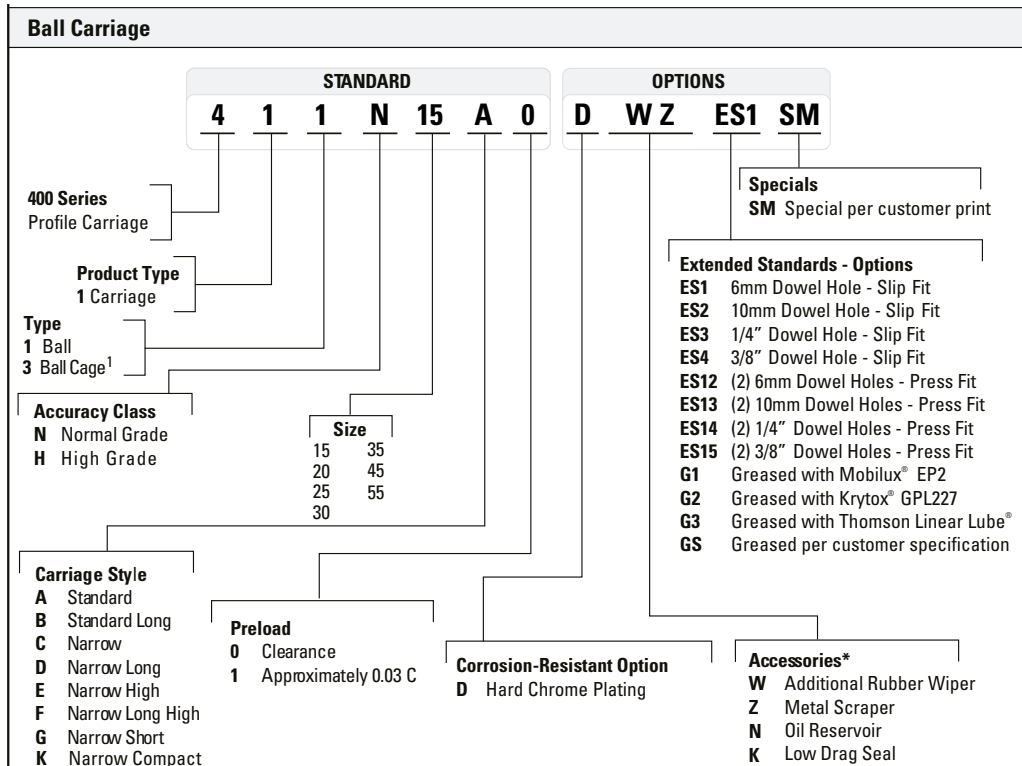 Ball Carriage
STANDARD
OPTIONS
4 1 1 N 15 A 0 D W Z ES1 SM
400 Series
Profile Carriage
Product Type
1 Carriage
Type
1 Ball
3 Ball Cage1
Accuracy Class
N Normal Grade
H High Grade
Size
15 35
20 45
25 55
30
Specials
SM Special per customer print
Extended Standards - Options
ES1 6mm Dowel Hole - Slip Fit
ES2 10mm Dowel Hole - Slip Fit
ES3 1/4″ Dowel Hole - Slip Fit
ES4 3/8″ Dowel Hole - Slip Fit
ES12 (2) 6mm Dowel Holes - Press Fit
ES13 (2) 10mm Dowel Holes - Press Fit
ES14 (2) 1/4″ Dowel Holes - Press Fit
ES15 (2) 3/8″ Dowel Holes - Press Fit
G1 Greased with Mobilux® EP2
G2 Greased with Krytox® GPL227
G3 Greased with Thomson Linear Lube®
GS Greased per customer specification
Carriage Style
A Standard
B Standard Long
C Narrow
D Narrow Long
E Narrow High
F Narrow Long High
G Narrow Short
K Narrow Compact
Preload
0 Clearance
1 Approximately 0.03 C
Corrosion-Resistant Option
D Hard Chrome Plating
Accessories*
W Additional Rubber Wiper
Z Metal Scraper
N Oil Reservoir
K Low Drag Seal